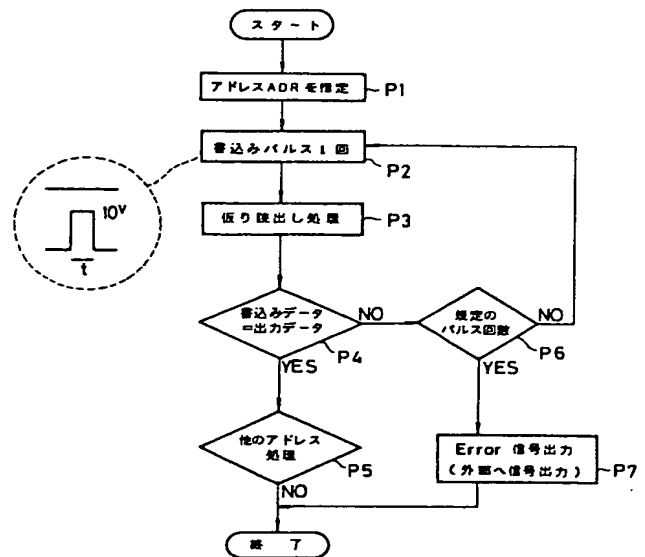 スタート
アドレスADRを指定
P1
書込みパルス1回
P2
10V
t
仮り読出し処理
P3
書込みデータ
=出力データ
NO
P4
YES
規定の
パルス回数
NO
P6
YES
他のアドレス
処理
P5
NO
Error 信号出力
(外部へ信号出力)
P7
終了